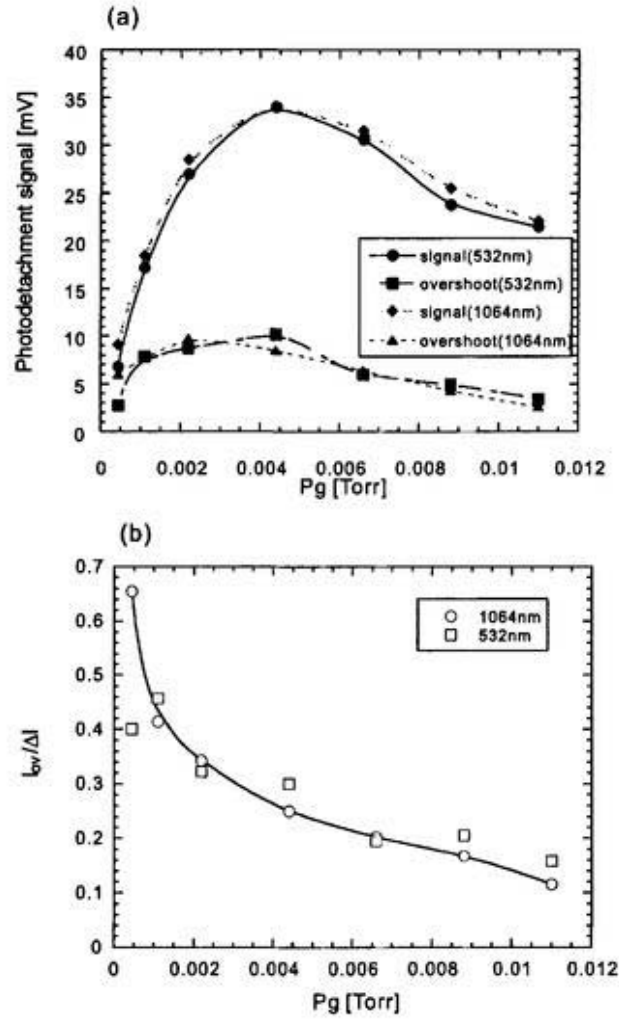 (a)
Photodetachment signal [mV]
40
35
30
25
20
15
10
5
0
signal(532nm)
overshoot(532nm)
signal(1064nm)
overshoot(1064nm)
0 0.002 0.004 0.006 0.008 0.01 0.012
Pg [Torr]
(b)
I_ov/ΔI
0.7
0.6
0.5
0.4
0.3
0.2
0.1
0
1064nm
532nm
0 0.002 0.004 0.006 0.008 0.01 0.012
Pg [Torr]